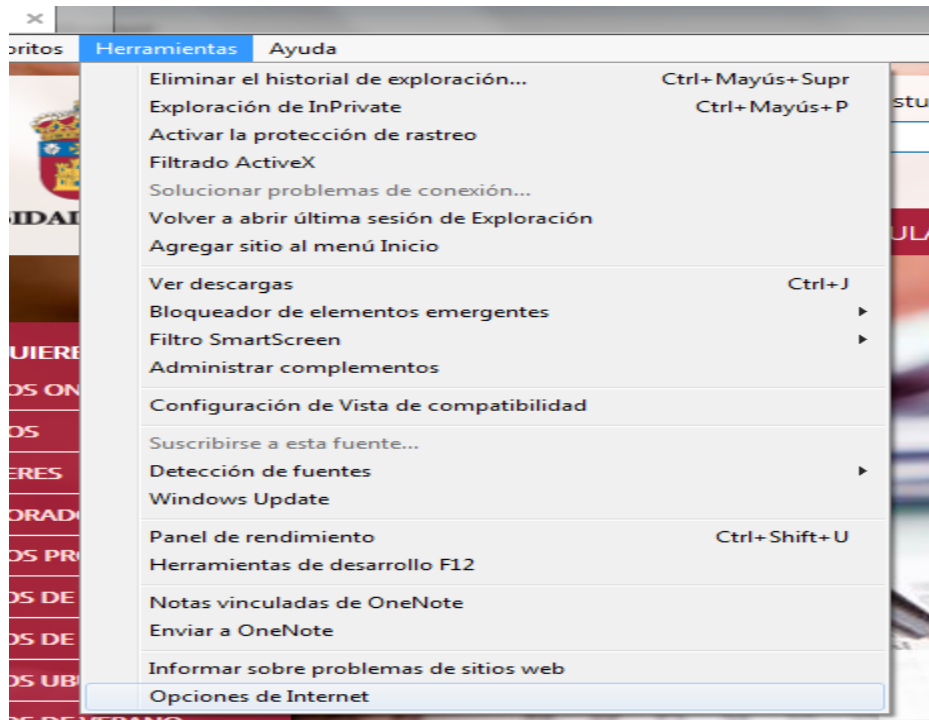 Herramientas Ayuda
Eliminar el historial de exploración... Ctrl+Mayús+Supr
Exploración de InPrivate Ctrl+Mayús+P
Activar la protección de rastreo
Filtrado ActiveX
Solucionar problemas de conexión...
Volver a abrir última sesión de Exploración
Agregar sitio al menú Inicio
Ver descargas Ctrl+J
Bloqueador de elementos emergentes
Filtro SmartScreen
Administrar complementos
Configuración de Vista de compatibilidad
Suscribirse a esta fuente...
Detección de fuentes
Windows Update
Panel de rendimiento Ctrl+Shift+U
Herramientas de desarrollo F12
Notas vinculadas de OneNote
Enviar a OneNote
Informar sobre problemas de sitios web
Opciones de Internet